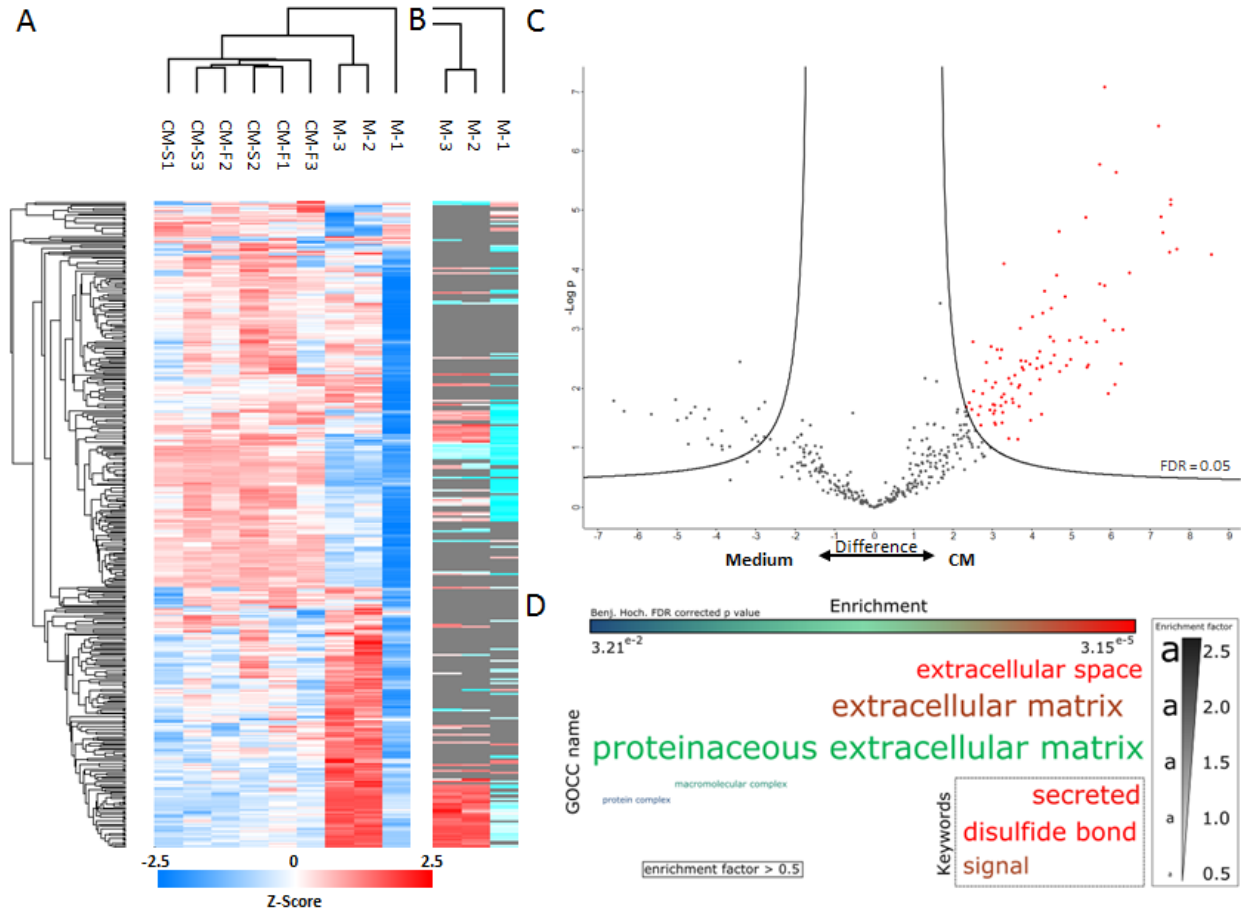 A
B
C
CM-S1
CM-S3
CM-F2
CM-S2
CM-F1
CM-F3
M-3
M-2
M-1
M-3
M-2
M-1
-2.5
0
2.5
Z-Score
-Log p
7
6
5
4
3
2
1
0
FDR = 0.05
-7 -6 -5 -4 -3 -2 -1 0 1 2 3 4 5 6 7 8 9
Medium
Difference
CM
D
Benj. Hoch. FDR corrected p value
Enrichment
3.21e-2
3.15e-5
GOCC name
extracellular space
extracellular matrix
proteinaceous extracellular matrix
macromolecular complex
protein complex
enrichment factor > 0.5
Keywords
secreted
disulfide bond
signal
Enrichment factor
a 2.5
a 2.0
a 1.5
a 1.0
a 0.5